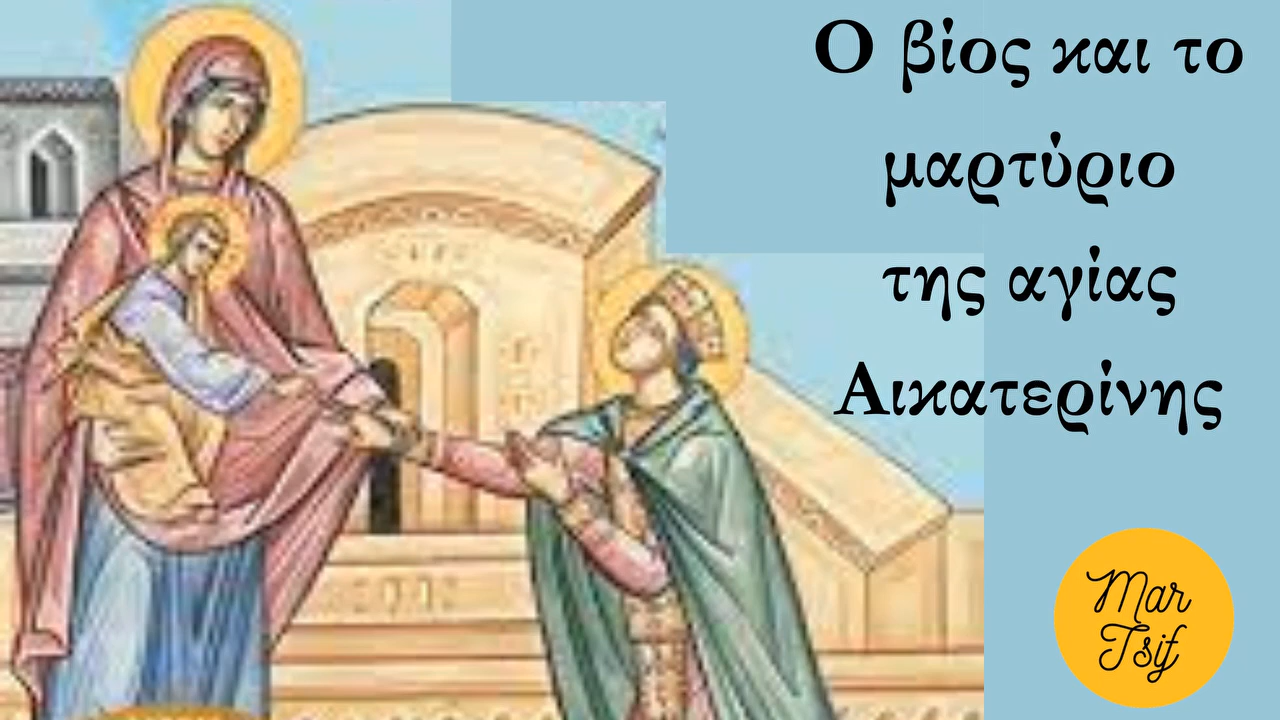 Ο βίος και το
μαρτύριο
της αγίας
Αικατερίνης
Mar
Tsif